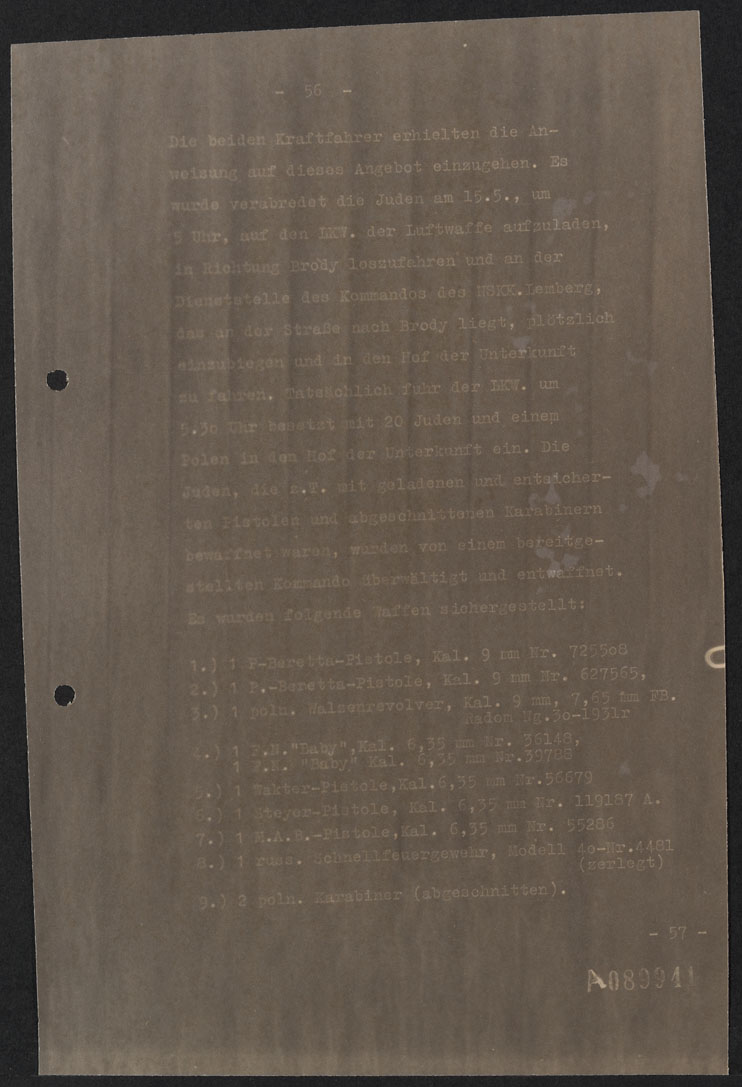 - 56 -
Die beiden Kraftfahrer erhielten die An-
weisung auf dieses Angebot einzugehen. Es
wurde verabredet die Juden am 15.5., um
5 Uhr, auf den LKW. der Luftwaffe aufzuladen,
in Richtung Brody loszufahren und an der
Dienststelle des Kommandos des NSKK.Lemberg,
das an der Straße nach Brody liegt, plötzlich
einzubiegen und in den Hof der Unterkunft
zu fahren. Tatsächlich fuhr der LKW. um
5.3o Uhr besetzt mit 20 Juden und einem
Polen in den Hof der Unterkunft ein. Die
Juden, die z.T. mit geladenen und entsicher-
ten Pistolen und abgeschnittenen Karabinern
bewaffnet waren, wurden von einem bereitge-
stellten Kommando überwältigt und entwaffnet.
Es wurden folgende Waffen sichergestellt:
1.) 1 P-Beretta-Pistole, Kal. 9 mm Nr. 7255o8
2.) 1 P.-Beretta-Pistole, Kal. 9 mm Nr. 627565,
3.) 1 poln. Walzenrevolver, Kal. 9 mm, 7,65 mm FB.
Radom Ng.3o-1931r
4.) 1 F.N."Baby",Kal. 6,35 mm Nr. 36148,
1 F.N. "Baby" Kal. 6,35 mm Nr.39788
5.) 1 Wakter-Pistole,Kal.6,35 mm Nr.56679
6.) 1 Steyer-Pistole, Kal. 6,35 mm Nr. 119187 A.
7.) 1 M.A.B.-Pistole,Kal. 6,35 mm Nr. 55286
8.) 1 russ. Schnellfeuergewehr, Modell 4o-Nr.4481
(zerlegt)
9.) 2 poln. Karabiner (abgeschnitten).
- 57 -
A089941